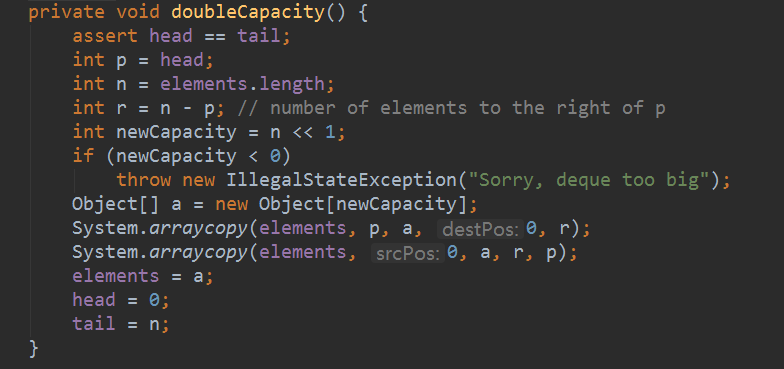 private void doubleCapacity() {
    assert head == tail;
    int p = head;
    int n = elements.length;
    int r = n - p; // number of elements to the right of p
    int newCapacity = n << 1;
    if (newCapacity < 0)
        throw new IllegalStateException("Sorry, deque too big");
    Object[] a = new Object[newCapacity];
    System.arraycopy(elements, p, a, destPos: 0, r);
    System.arraycopy(elements, srcPos: 0, a, r, p);
    elements = a;
    head = 0;
    tail = n;
}